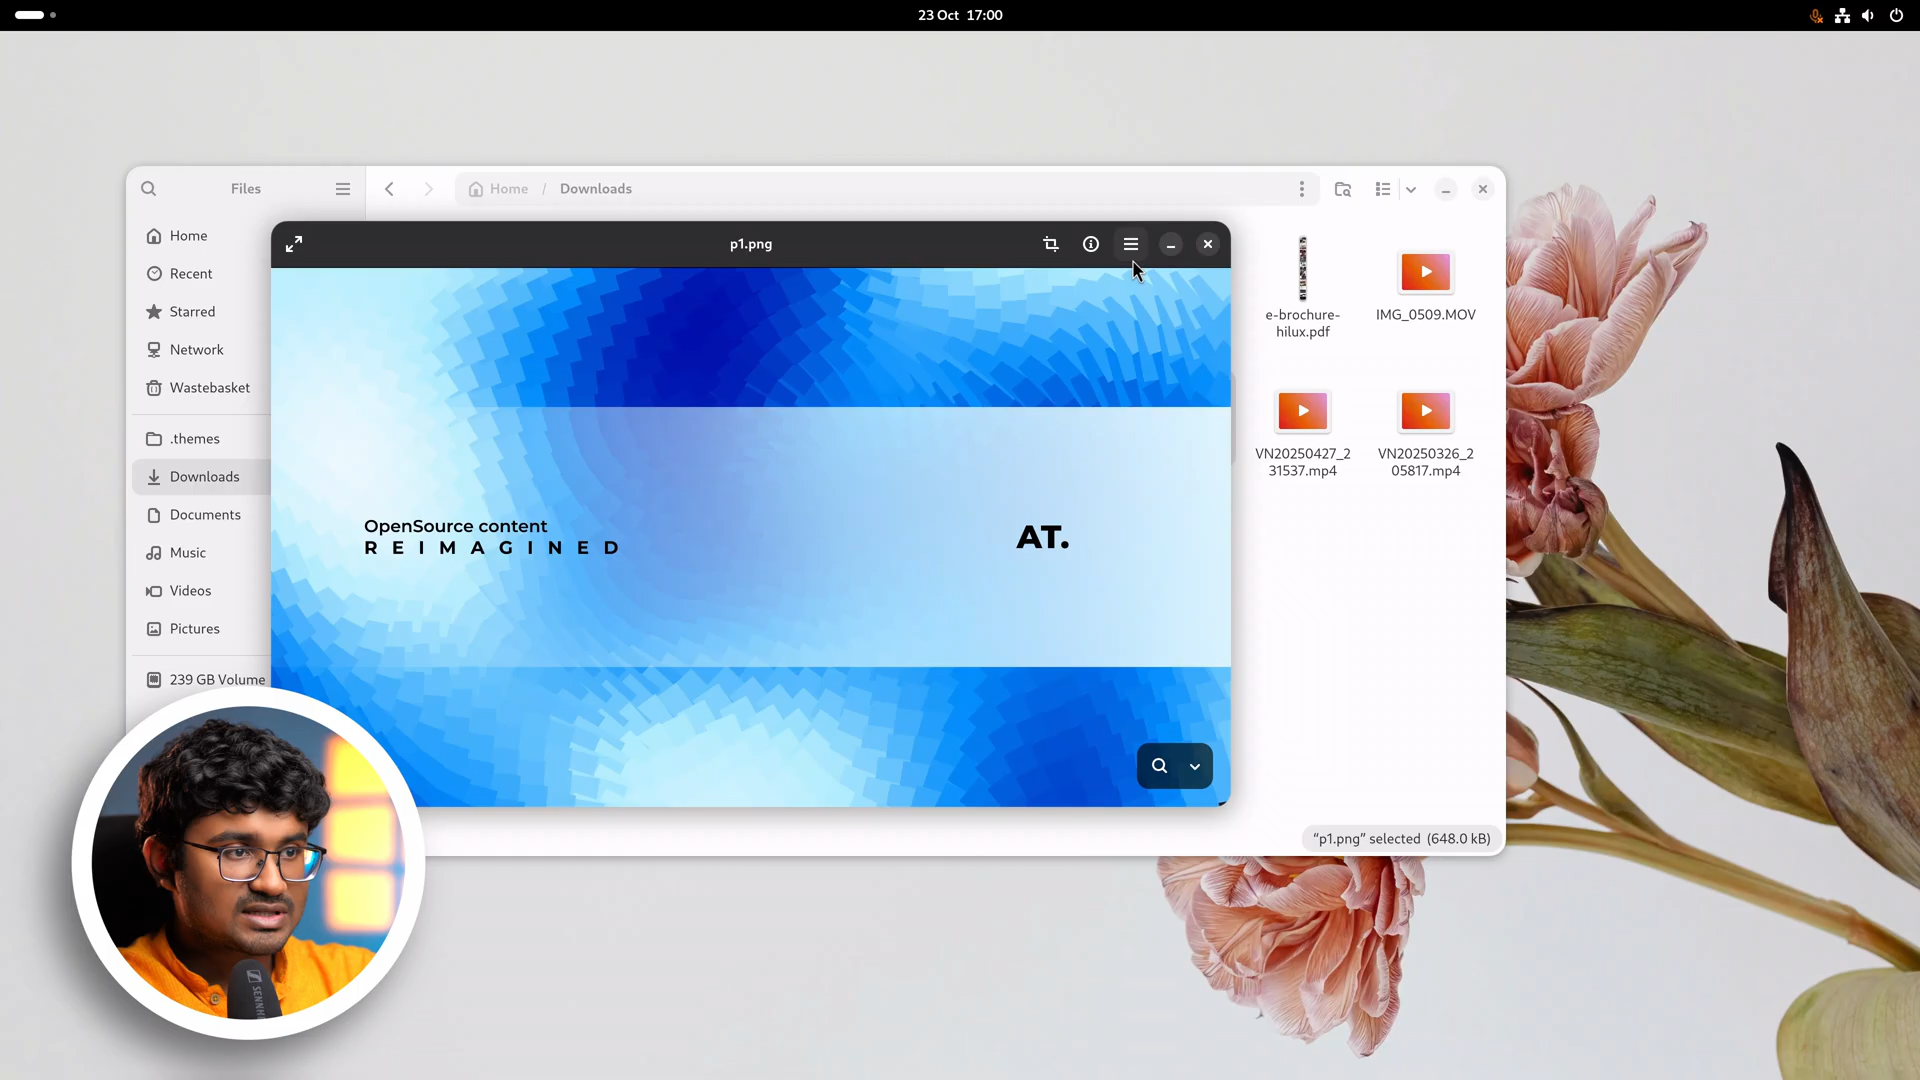 23 Oct 17:00
Files
Home / Downloads
Home
Recent
Starred
Network
Wastebasket
.themes
Downloads
Documents
Music
Videos
Pictures
239 GB Volume
p1.png
OpenSource content
REIMAGINED
AT.
e-brochure-
hilux.pdf
IMG_0509.MOV
VN20250427_2
31537.mp4
VN20250326_2
05817.mp4
“p1.png” selected (648.0 kB)